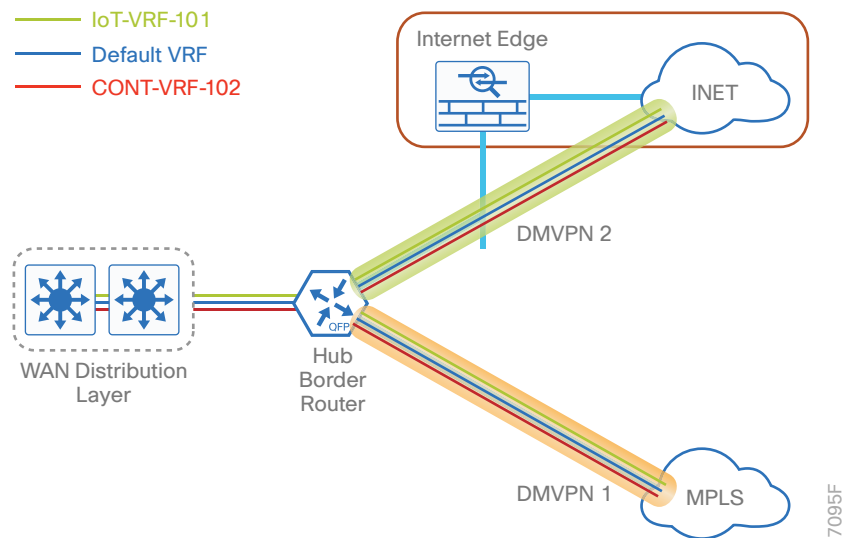 IoT-VRF-101
Default VRF
CONT-VRF-102
Internet Edge
INET
DMVPN 2
QFP
WAN Distribution
Layer
Hub
Border
Router
DMVPN 1
MPLS
7095F